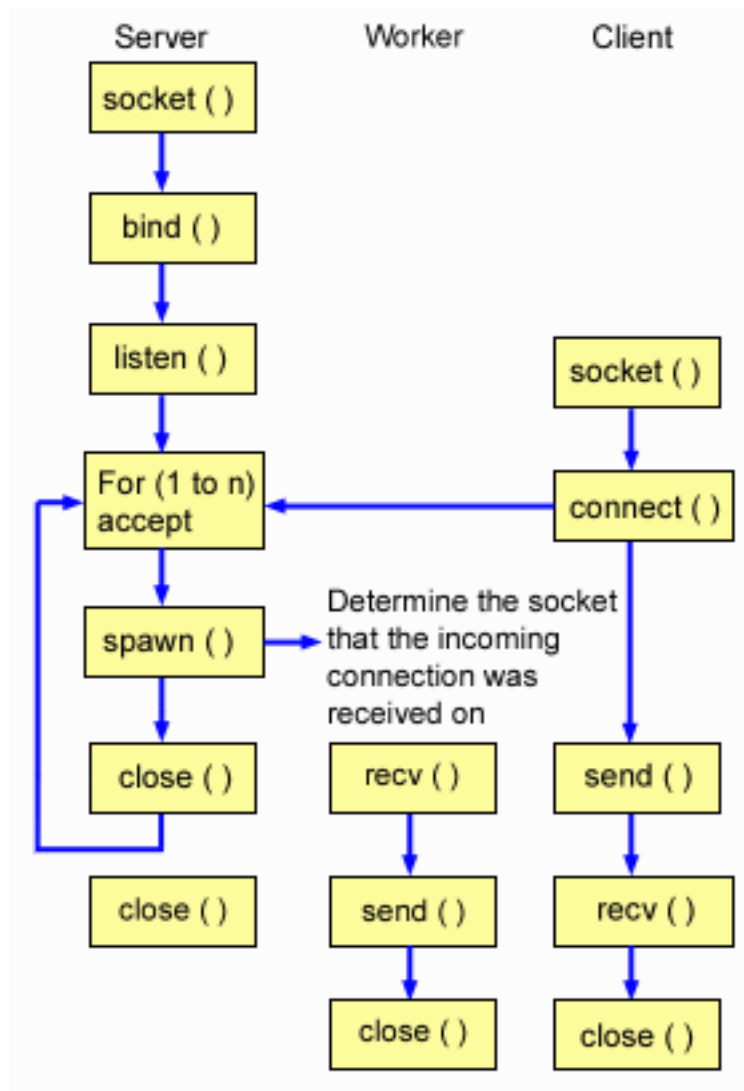 Server
Worker
Client
socket ( )
bind ( )
listen ( )
socket ( )
For (1 to n)
accept
connect ( )
spawn ( )
Determine the socket
that the incoming
connection was
received on
close ( )
recv ( )
send ( )
close ( )
send ( )
recv ( )
close ( )
close ( )